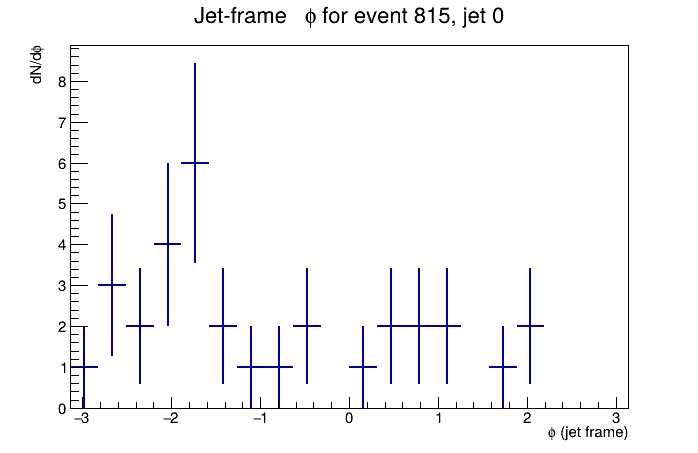 Jet-frame ϕ for event 815, jet 0
dN/dϕ
8
7
6
5
4
3
2
1
0
−3 −2 −1 0 1 2 3
ϕ (jet frame)